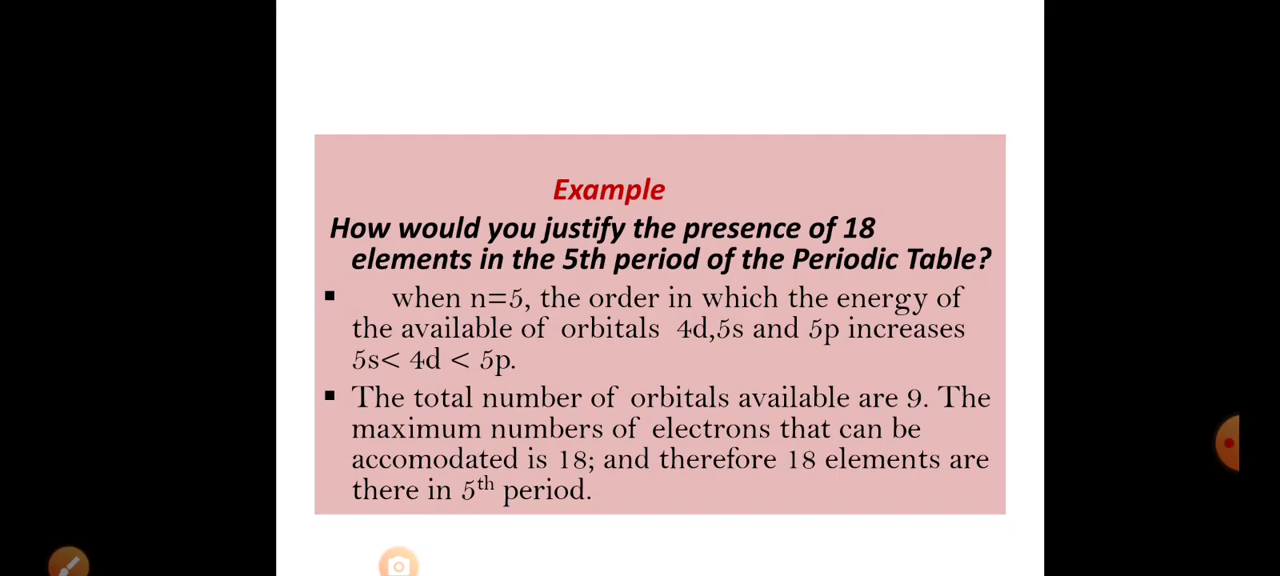 Example
How would you justify the presence of 18
elements in the 5th period of the Periodic Table?
▪ when n=5, the order in which the energy of
the available of orbitals 4d,5s and 5p increases
5s< 4d < 5p.
▪ The total number of orbitals available are 9. The
maximum numbers of electrons that can be
accomodated is 18; and therefore 18 elements are
there in 5th period.